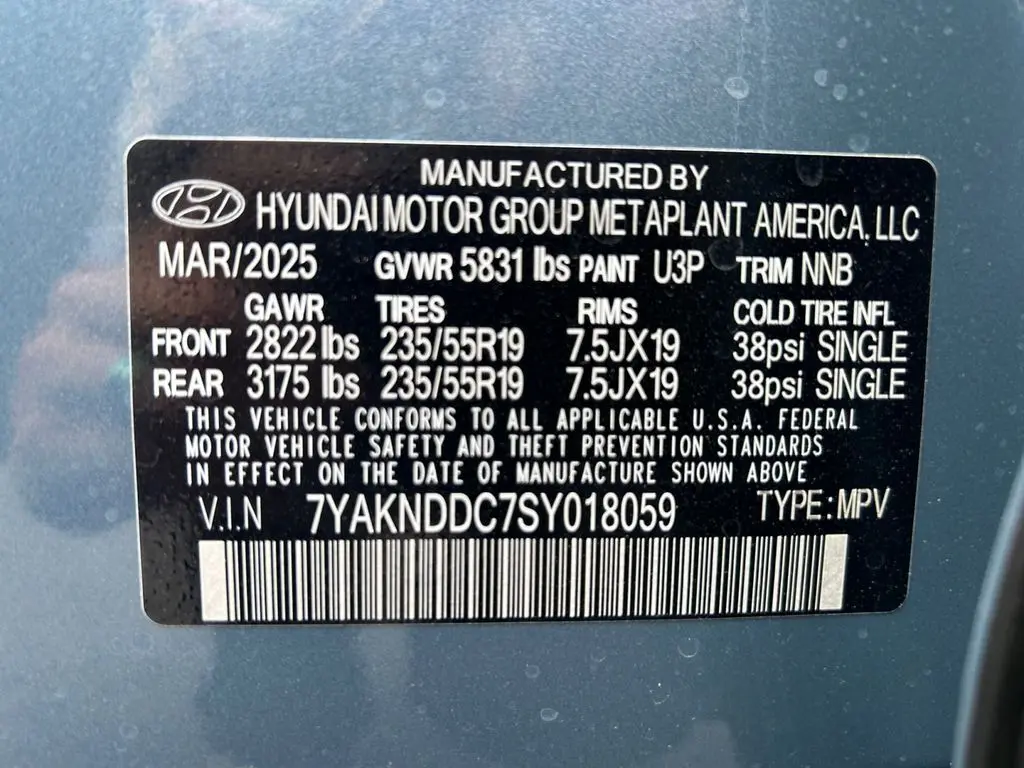 MANUFACTURED BY
HYUNDAI MOTOR GROUP METAPLANT AMERICA, LLC
MAR/2025 GVWR 5831 lbs PAINT U3P TRIM NNB
GAWR TIRES RIMS COLD TIRE INFL
FRONT 2822 lbs 235/55R19 7.5JX19 38psi SINGLE
REAR 3175 lbs 235/55R19 7.5JX19 38psi SINGLE
THIS VEHICLE CONFORMS TO ALL APPLICABLE U.S.A. FEDERAL
MOTOR VEHICLE SAFETY AND THEFT PREVENTION STANDARDS
IN EFFECT ON THE DATE OF MANUFACTURE SHOWN ABOVE
V.I.N 7YAKNDDC7SY018059 TYPE: MPV